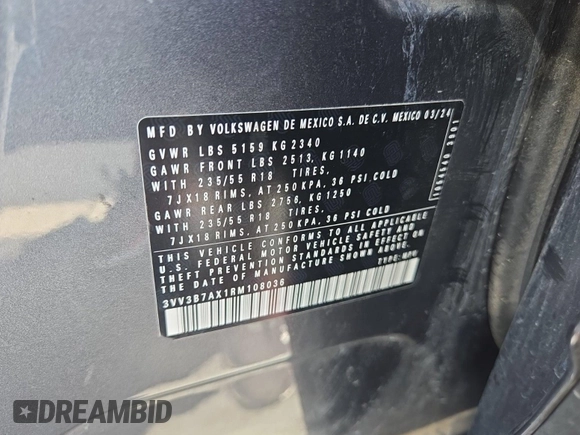 MFD BY VOLKSWAGEN DE MEXICO S.A. DE C.V. MEXICO 03/24
GVWR LBS 5159 KG 2340
GAWR FRONT LBS 2513, KG 1140
WITH 235/55 R18 TIRES,
7JX18 RIMS, AT 250 KPA, 36 PSI COLD
GAWR REAR LBS 2756, KG 1250
WITH 235/55 R18 TIRES,
7JX18 RIMS, AT 250 KPA, 36 PSI COLD
THIS VEHICLE CONFORMS TO ALL APPLICABLE
U.S. FEDERAL MOTOR VEHICLE SAFETY AND
THEFT PREVENTION STANDARDS IN EFFECT ON THE
DATE OF MANUFACTURE SHOWN ABOVE.
3VV3B7AX1RM108036 TYPE: MPV
DREAMBID